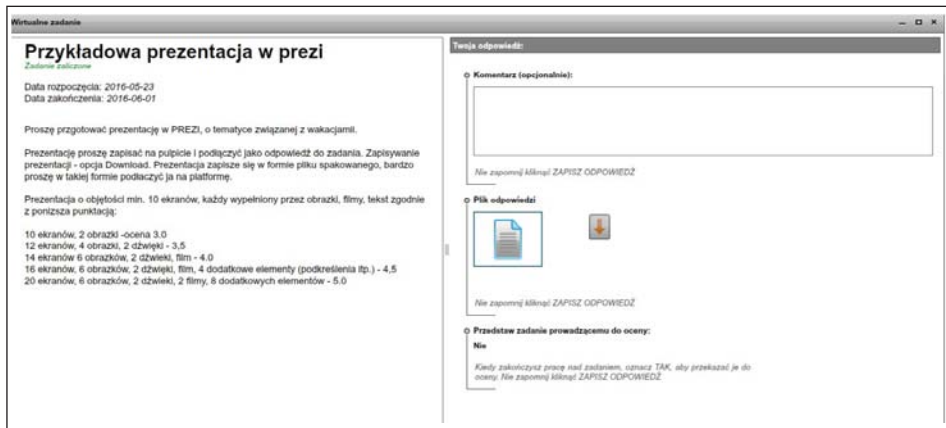 Wirtualne zadanie
Przykładowa prezentacja w prezi
Zadanie zaliczone
Data rozpoczęcia: 2016-05-23
Data zakończenia: 2016-06-01
Proszę przgotować prezentację w PREZI, o tematyce związanej z wakacjamii.
Prezentację proszę zapisać na pulpicie i podłączyć jako odpowiedź do zadania. Zapisywanie
prezentacji - opcja Download. Prezentacja zapisze się w formie pliku spakowanego, bardzo
proszę w takiej formie podłaczyć ja na platformę.
Prezentacja o objętości min. 10 ekranów, każdy wypełniony przez obrazki, filmy, tekst zgodnie
z ponizsza punktacją:
10 ekranów, 2 obrazki -ocena 3.0
12 ekranów, 4 obrazki, 2 dźwięki - 3,5
14 ekranów 6 obrazków, 2 dźwieki, film - 4.0
16 ekranów, 6 obrazków, 2 dźwięki, film, 4 dodatkowe elementy (podkreślenia itp.) - 4,5
20 ekranów, 6 obrazków, 2 dźwieki, 2 filmy, 8 dodatkowych elementów - 5.0
Twoja odpowiedź:
Komentarz (opcjonalnie):
Nie zapomnij kliknąć ZAPISZ ODPOWIEDŹ
Plik odpowiedzi
Nie zapomnij kliknąć ZAPISZ ODPOWIEDŹ
Przedstaw zadanie prowadzącemu do oceny:
Nie
Kiedy zakończysz pracę nad zadaniem, oznacz TAK, aby przekazać je do
oceny. Nie zapomnij kliknąć ZAPISZ ODPOWIEDŹ